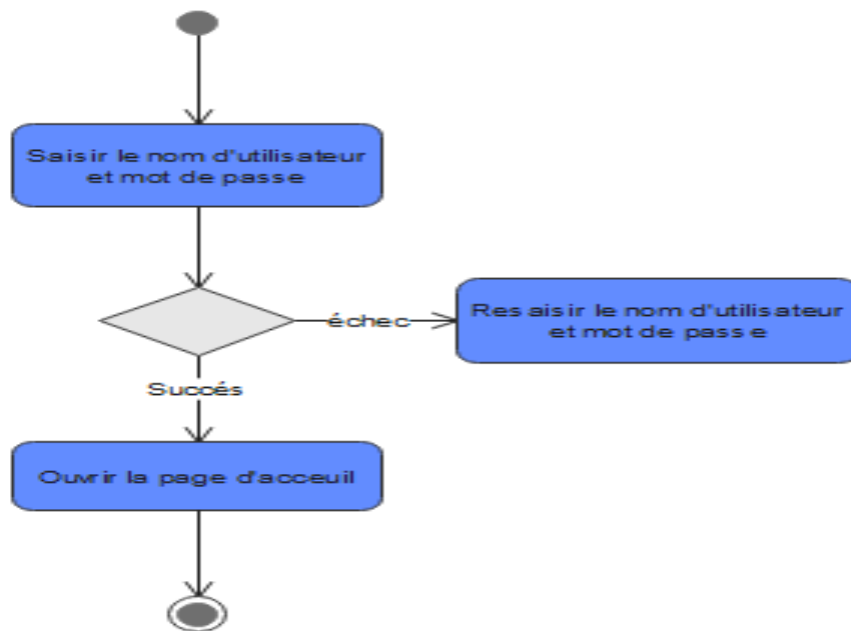 Saisir le nom d'utilisateur
et mot de passe
échec
Resaisir le nom d'utilisateur
et mot de passe
Succés
Ouvrir la page d'acceuil